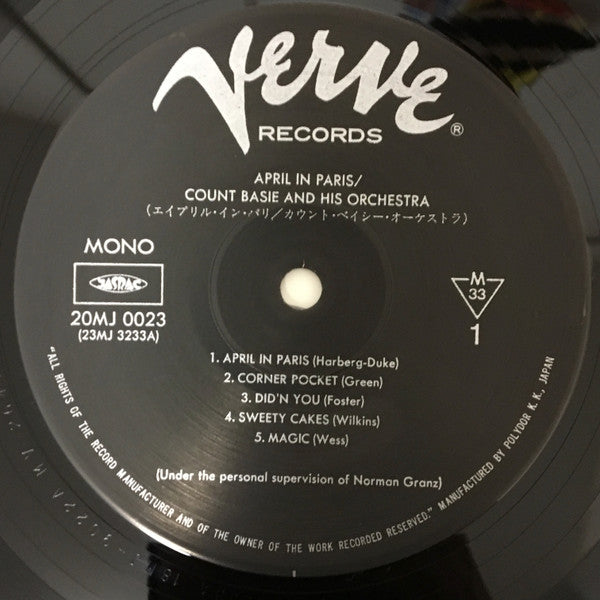 Verve®
RECORDS
APRIL IN PARIS/
COUNT BASIE AND HIS ORCHESTRA
(エイプリル・イン・パリ/カウント・ベイシー・オーケストラ)
MONO
JASRAC
20MJ 0023
(23MJ 3233A)
M
33
1
1. APRIL IN PARIS (Harberg-Duke)
2. CORNER POCKET (Green)
3. DID'N YOU (Foster)
4. SWEETY CAKES (Wilkins)
5. MAGIC (Wess)
(Under the personal supervision of Norman Granz)
"ALL RIGHTS OF THE RECORD MANUFACTURER AND OF THE OWNER OF THE WORK RECORDED RESERVED." MANUFACTURED BY POLYDOR K. K., JAPAN